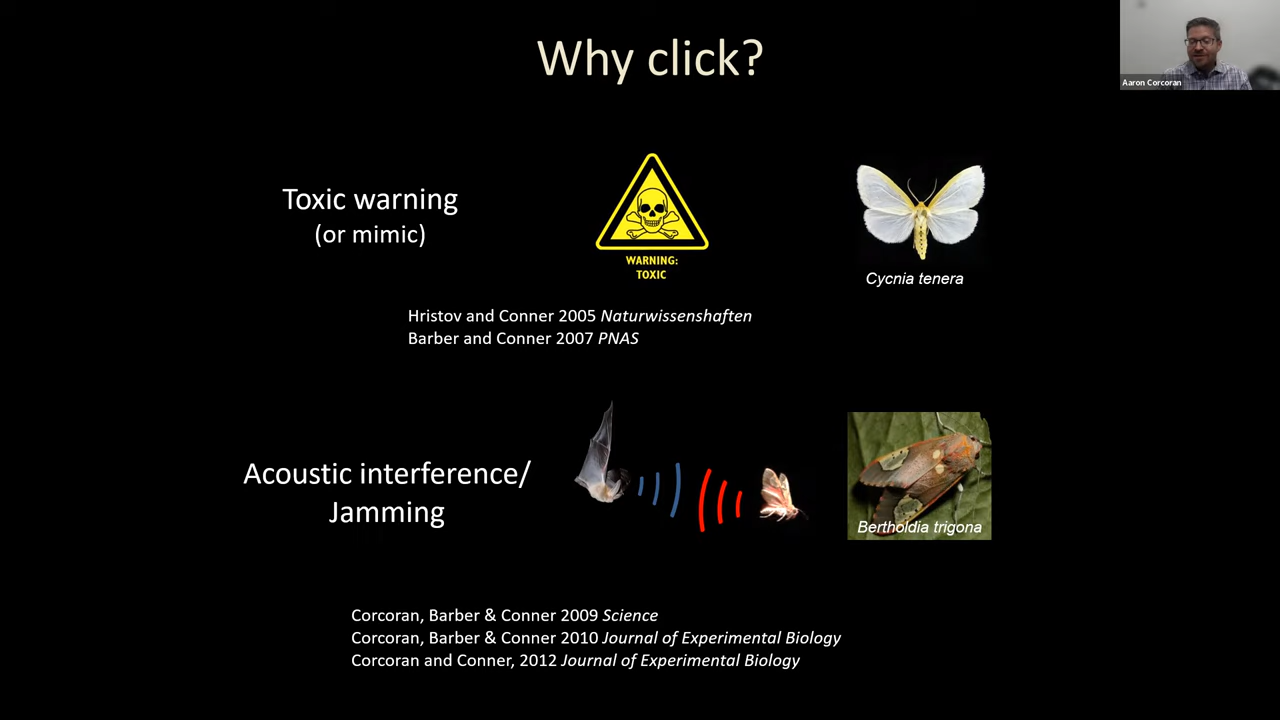 Why click?
Aaron Corcoran
Toxic warning
(or mimic)
WARNING:
TOXIC
Cycnia tenera
Hristov and Conner 2005 Naturwissenshaften
Barber and Conner 2007 PNAS
Acoustic interference/
Jamming
Bertholdia trigona
Corcoran, Barber & Conner 2009 Science
Corcoran, Barber & Conner 2010 Journal of Experimental Biology
Corcoran and Conner, 2012 Journal of Experimental Biology